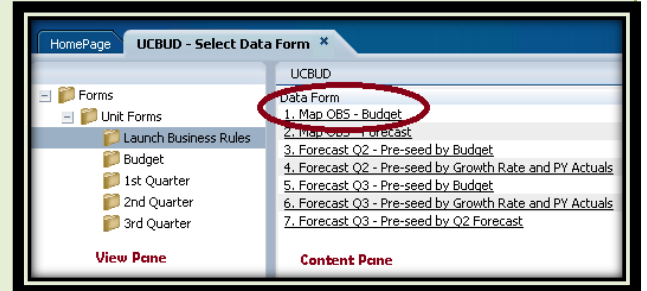 HomePage
UCBUD - Select Data Form ×
Forms
Unit Forms
Launch Business Rules
Budget
1st Quarter
2nd Quarter
3rd Quarter
View Pane
UCBUD
Data Form
1. Map OBS - Budget
2. Map OBS - Forecast
3. Forecast Q2 - Pre-seed by Budget
4. Forecast Q2 - Pre-seed by Growth Rate and PY Actuals
5. Forecast Q3 - Pre-seed by Budget
6. Forecast Q3 - Pre-seed by Growth Rate and PY Actuals
7. Forecast Q3 - Pre-seed by Q2 Forecast
Content Pane